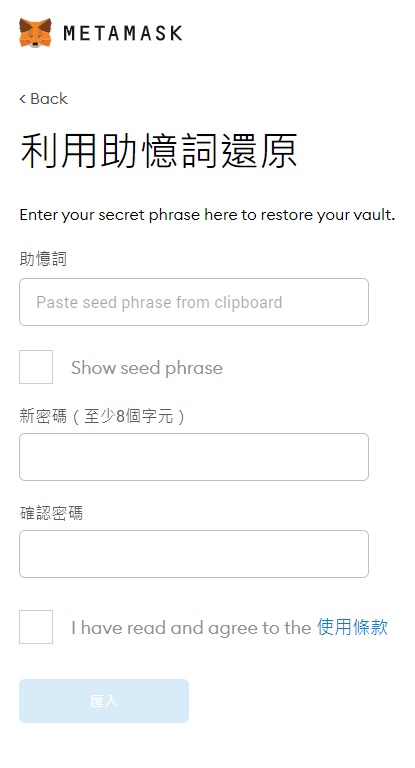 METAMASK
< Back
利用助憶詞還原
Enter your secret phrase here to restore your vault.
助憶詞
Paste seed phrase from clipboard
Show seed phrase
新密碼（至少8個字元）
確認密碼
I have read and agree to the 使用條款
匯入